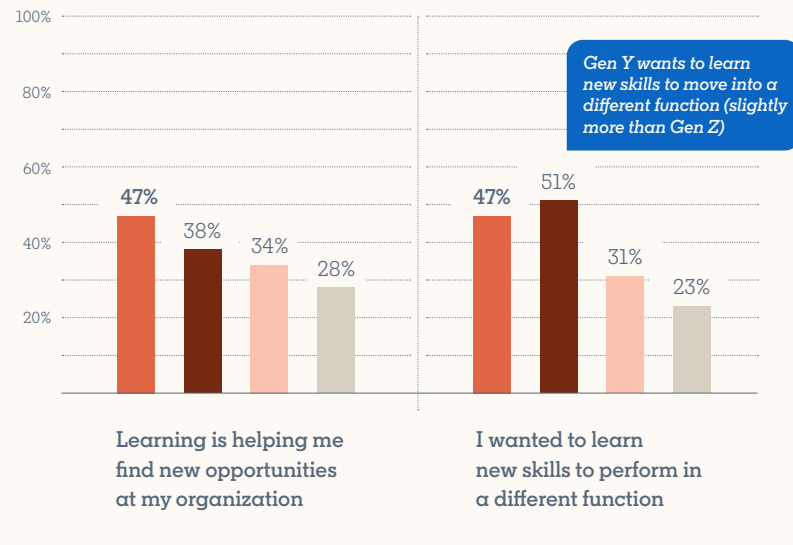 100%
80%
60%
40%
20%
47%
38%
34%
28%
Learning is helping me
find new opportunities
at my organization
Gen Y wants to learn
new skills to move into a
different function (slightly
more than Gen Z)
47%
51%
31%
23%
I wanted to learn
new skills to perform in
a different function